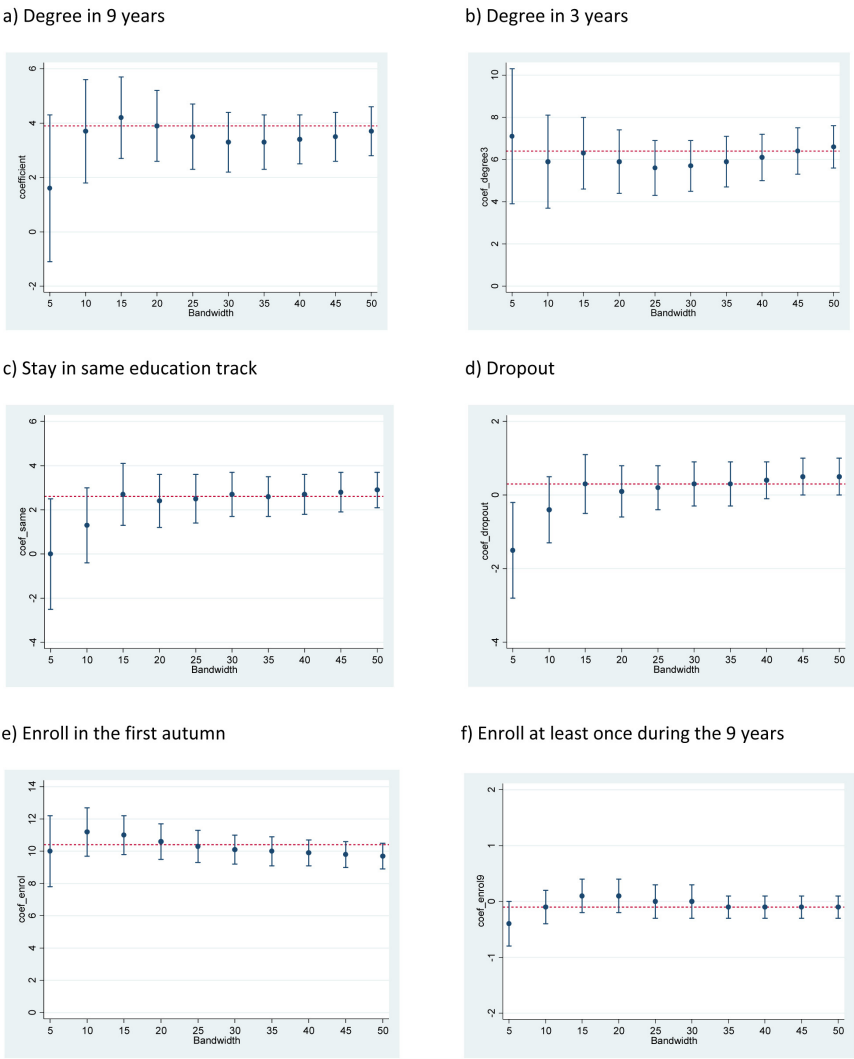 a) Degree in 9 years
b) Degree in 3 years
6
4
2
0
-2
coefficient
5 10 15 20 25 30 35 40 45 50
Bandwidth
10
8
6
4
2
0
coef_degree3
5 10 15 20 25 30 35 40 45 50
Bandwidth
c) Stay in same education track
d) Dropout
6
4
2
0
-2
-4
coef_same
5 10 15 20 25 30 35 40 45 50
Bandwidth
2
0
-2
-4
coef_dropout
5 10 15 20 25 30 35 40 45 50
Bandwidth
e) Enroll in the first autumn
f) Enroll at least once during the 9 years
14
12
10
8
6
4
2
0
coef_enrol
5 10 15 20 25 30 35 40 45 50
Bandwidth
2
1
0
-1
-2
coef_enrol9
5 10 15 20 25 30 35 40 45 50
Bandwidth